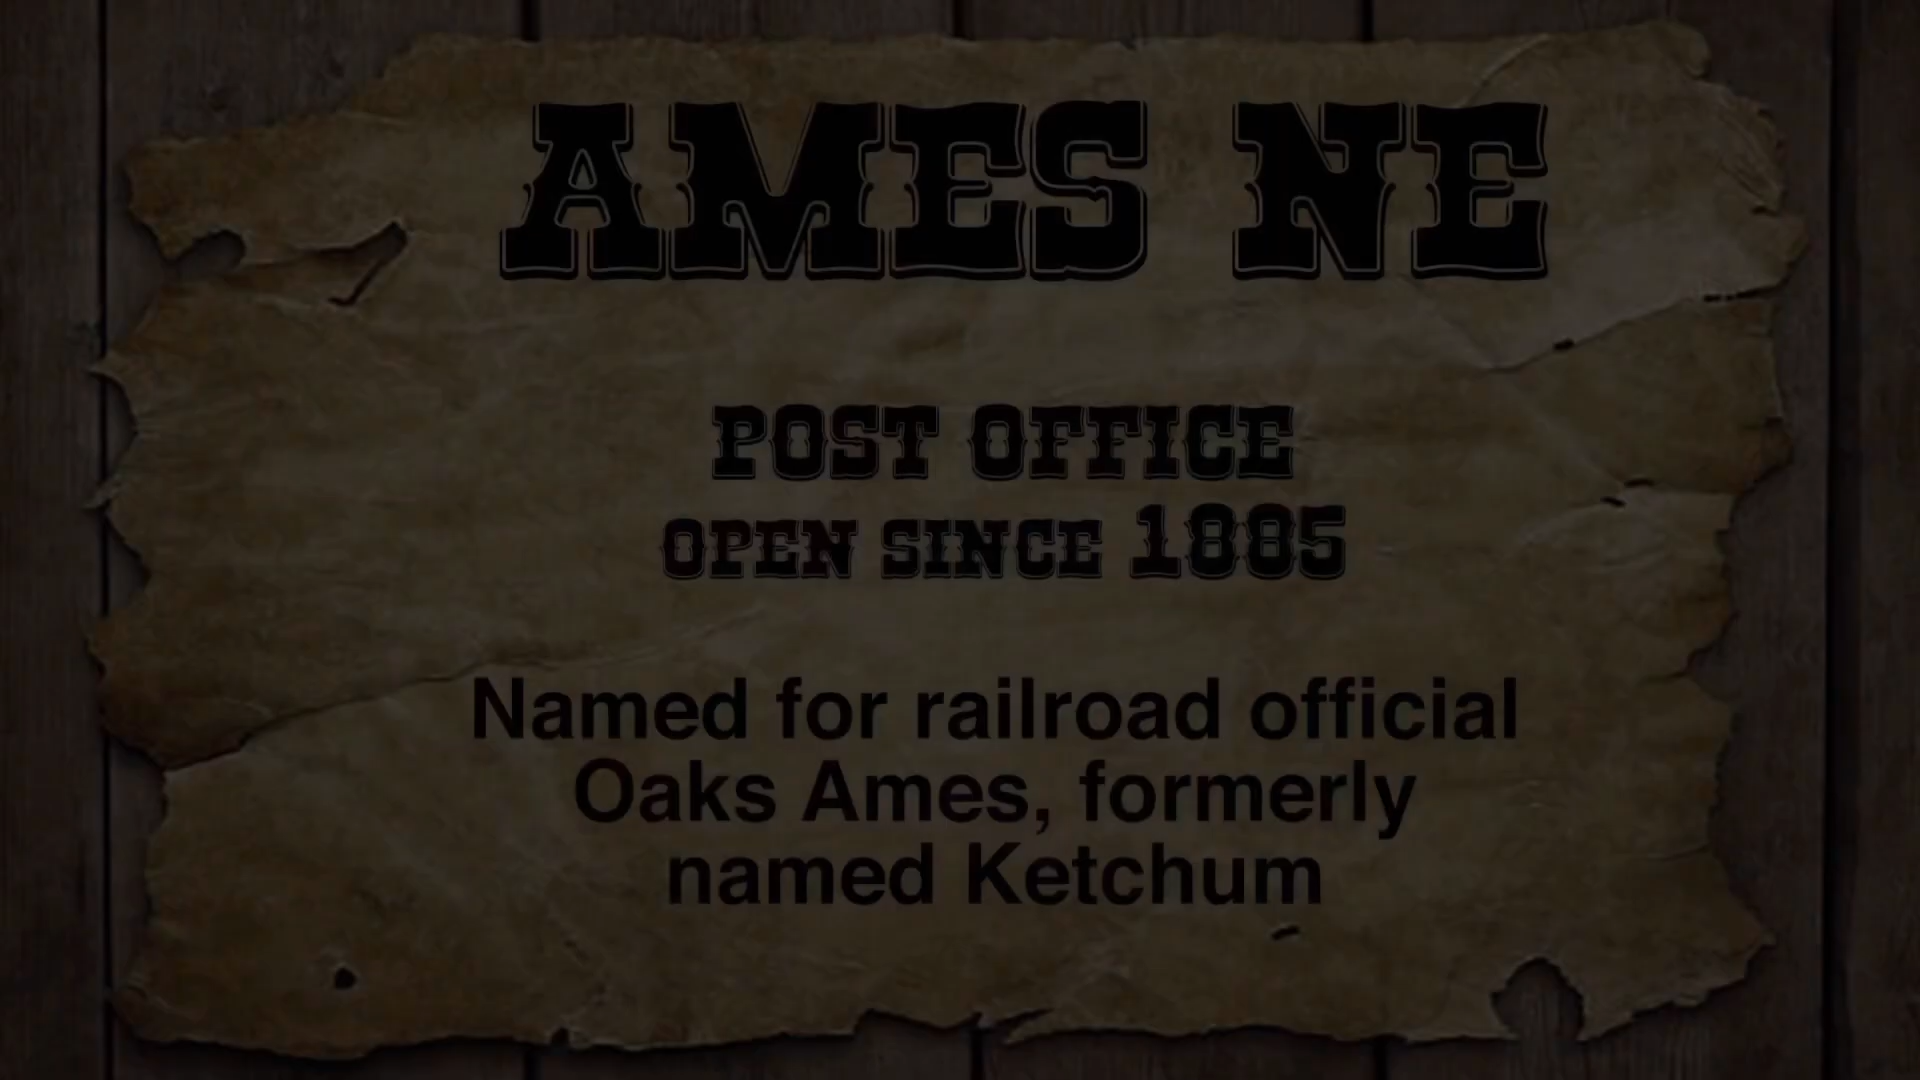 AMES NE
POST OFFICE
OPEN SINCE 1885
Named for railroad official
Oaks Ames, formerly
named Ketchum